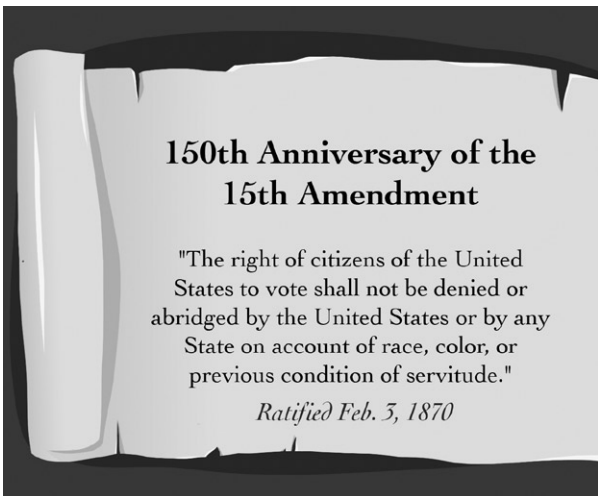 150th Anniversary of the
15th Amendment
"The right of citizens of the United
States to vote shall not be denied or
abridged by the United States or by any
State on account of race, color, or
previous condition of servitude."
Ratified Feb. 3, 1870